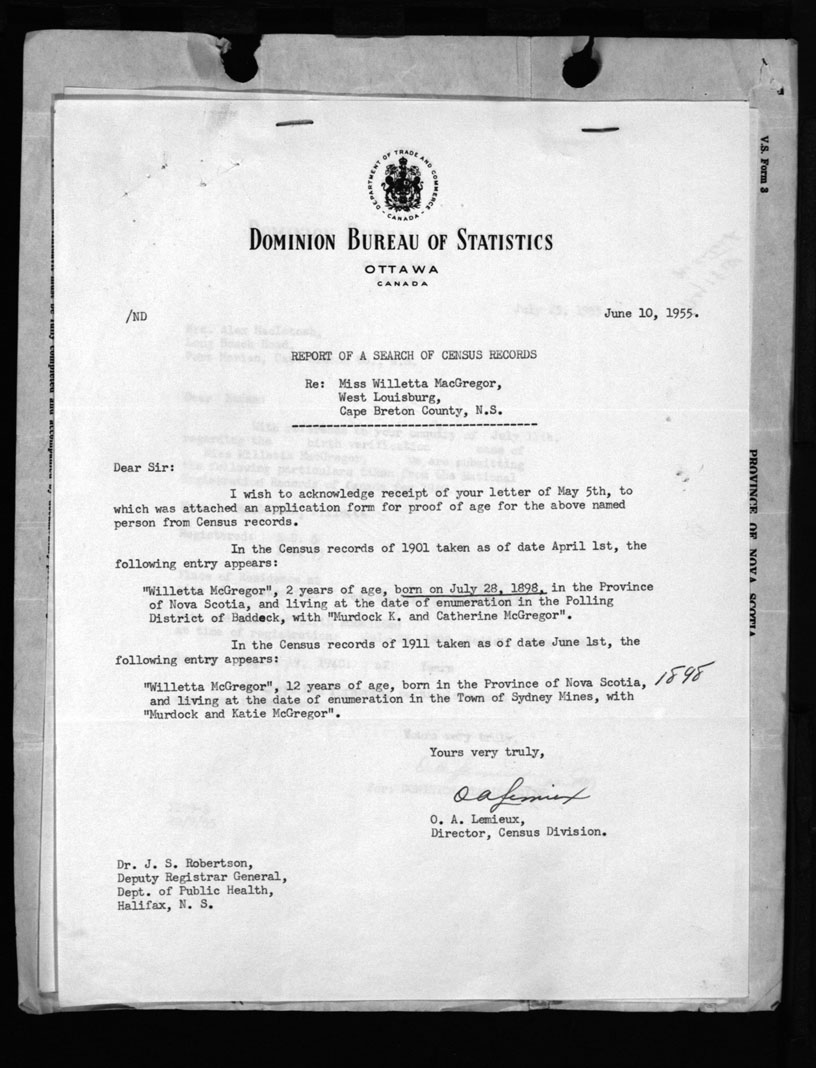 DEPARTMENT OF TRADE AND COMMERCE
- CANADA -
DOMINION BUREAU OF STATISTICS
OTTAWA
CANADA
/ND
June 10, 1955.
REPORT OF A SEARCH OF CENSUS RECORDS
Re: Miss Willetta MacGregor,
West Louisburg,
Cape Breton County, N.S.
Dear Sir:
I wish to acknowledge receipt of your letter of May 5th, to
which was attached an application form for proof of age for the above named
person from Census records.
In the Census records of 1901 taken as of date April 1st, the
following entry appears:
"Willetta McGregor", 2 years of age, born on July 28, 1898, in the Province
of Nova Scotia, and living at the date of enumeration in the Polling
District of Baddeck, with "Murdock K. and Catherine McGregor".
In the Census records of 1911 taken as of date June 1st, the
following entry appears:
"Willetta McGregor", 12 years of age, born in the Province of Nova Scotia, 1898
and living at the date of enumeration in the Town of Sydney Mines, with
"Murdock and Katie McGregor".
Yours very truly,
O A Lemieux
O. A. Lemieux,
Director, Census Division.
Dr. J. S. Robertson,
Deputy Registrar General,
Dept. of Public Health,
Halifax, N. S.
V.S. Form 3
PROVINCE OF NOVA SCOTIA